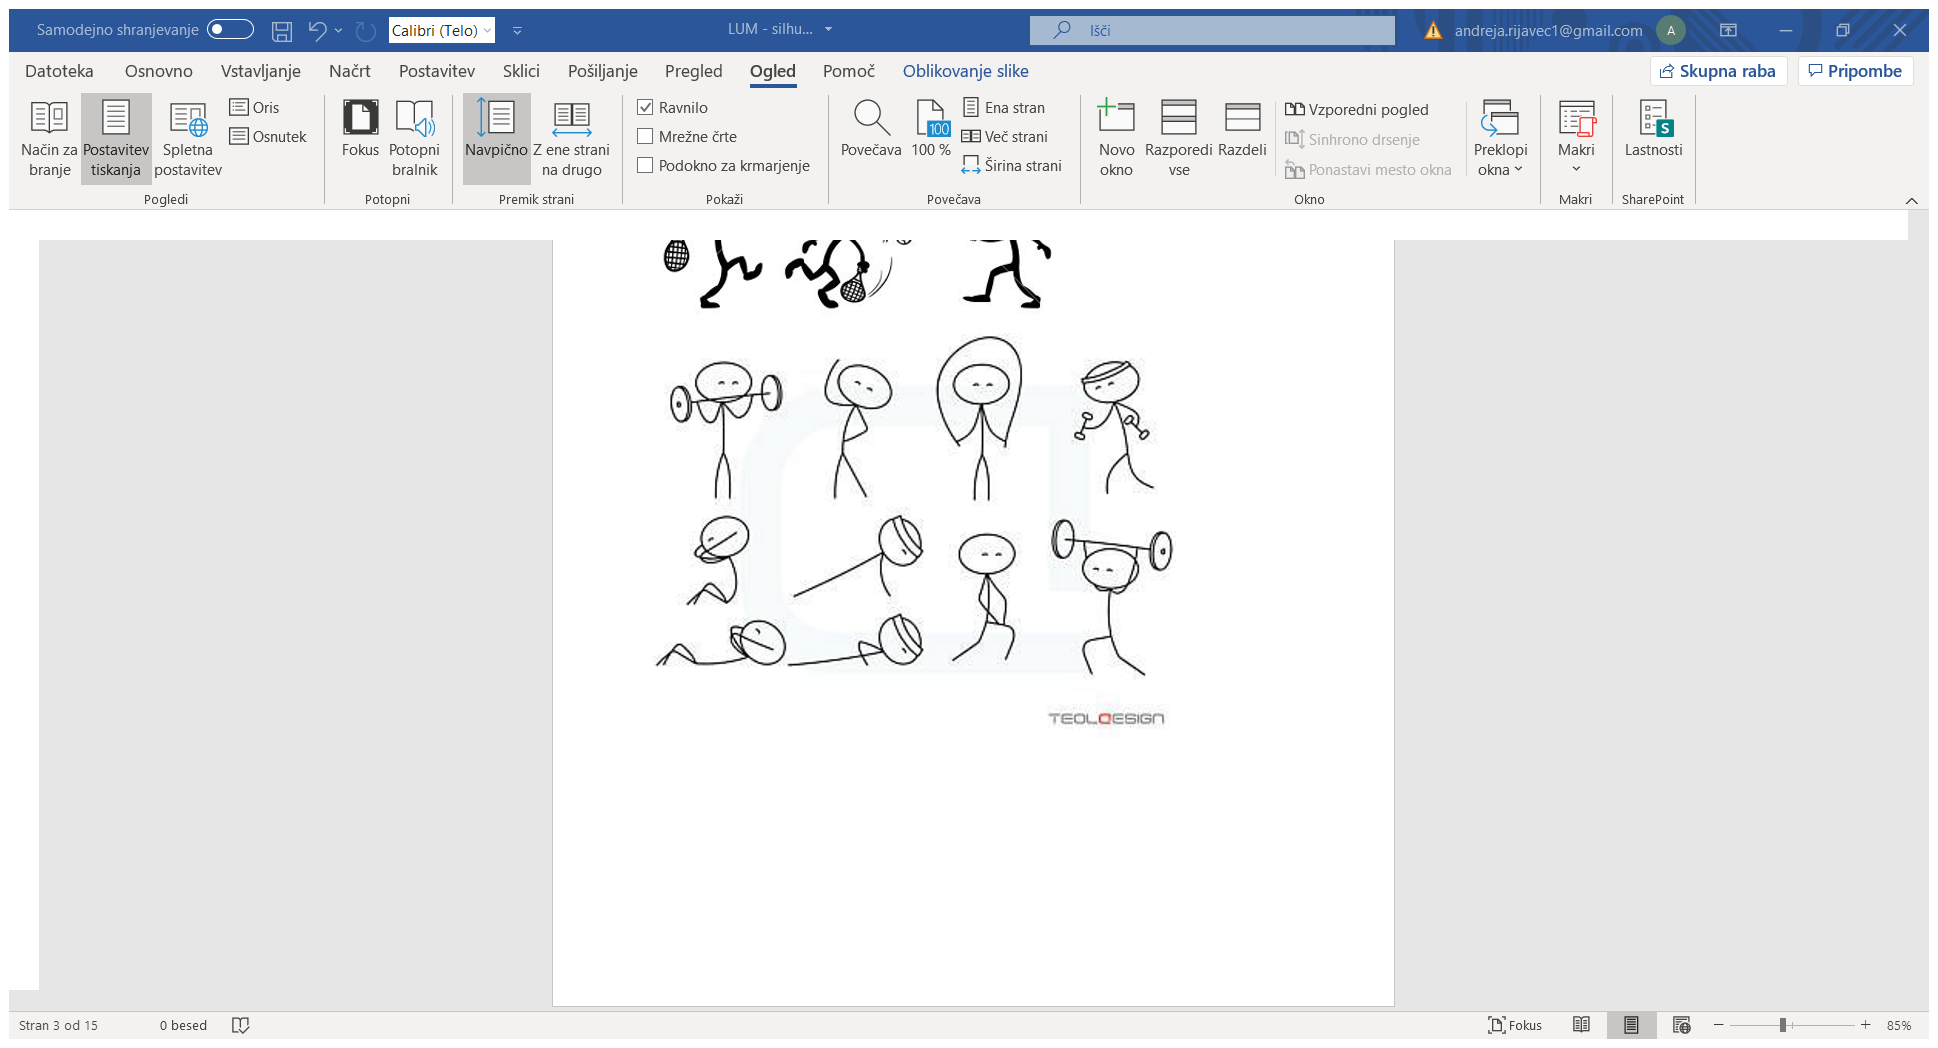 Samodejno shranjevanje
Calibri (Telo)
LUM - silhu...
Išči
andreja.rijavec1@gmail.com
A
Datoteka Osnovno Vstavljanje Načrt Postavitev Sklici Pošiljanje Pregled Ogled Pomoč Oblikovanje slike
Skupna raba
Pripombe
Način za branje
Postavitev tiskanja
Spletna postavitev
Oris
Osnutek
Pogledi
Fokus
Potopni bralnik
Potopni
Navpično
Z ene strani na drugo
Premik strani
Ravnilo
Mrežne črte
Podokno za krmarjenje
Pokaži
Povečava
100
100 %
Ena stran
Več strani
Širina strani
Povečava
Novo okno
Razporedi vse
Razdeli
Vzporedni pogled
Sinhrono drsenje
Ponastavi mesto okna
Preklopi okna
Okno
Makri
Makri
S
Lastnosti
SharePoint
TEOLDESIGN
Stran 3 od 15
0 besed
Fokus
85%